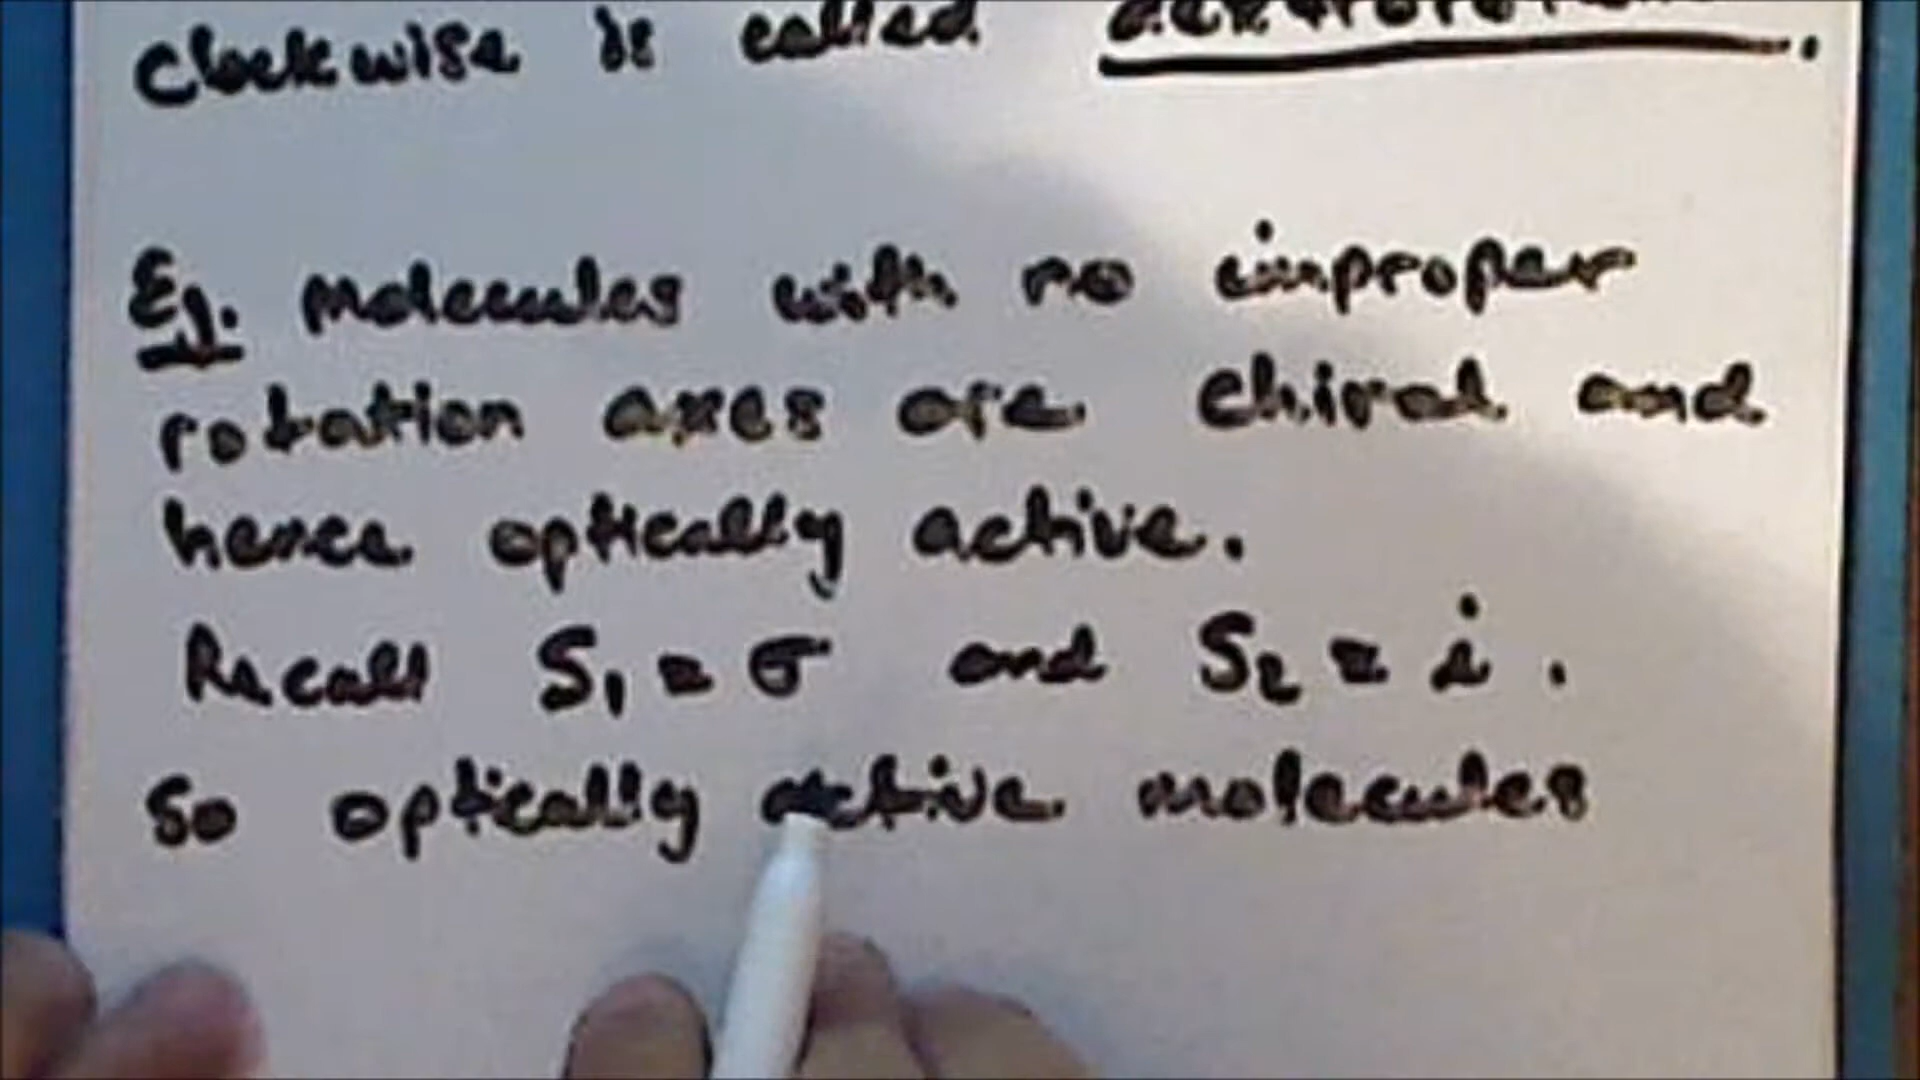 Clockwise is called
Eg. Molecules with no improper
rotation axes are chiral and
hence optically active.
Recall S₁ = σ and S₂ = i .
So optically active molecules